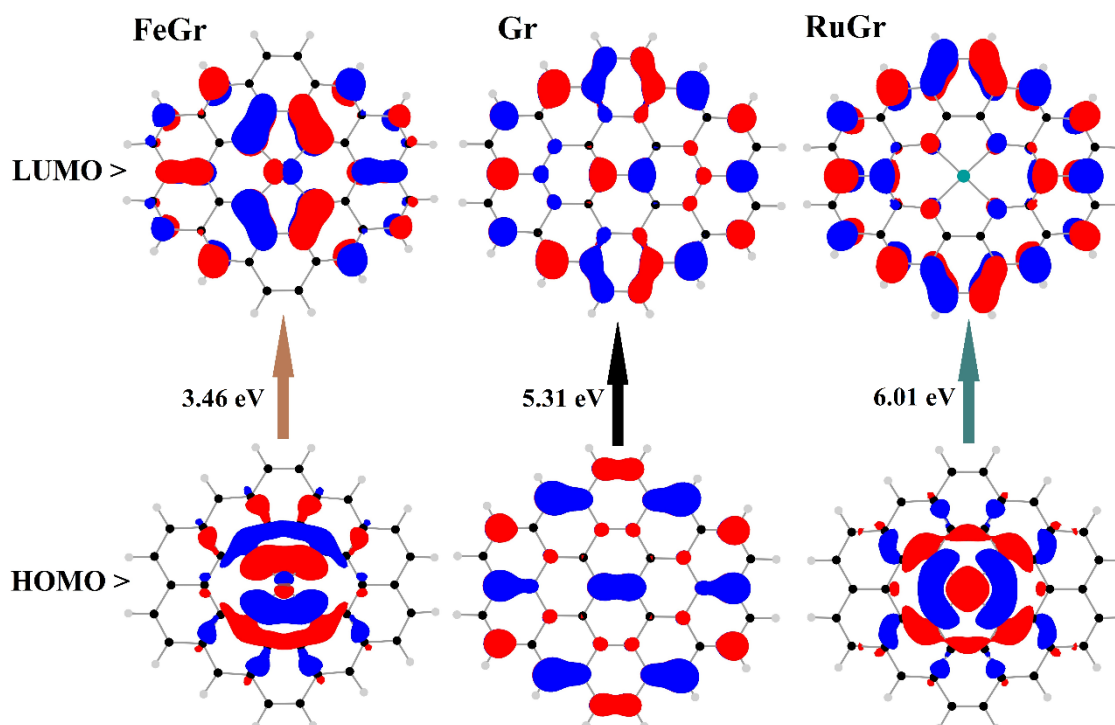 FeGr
Gr
RuGr
LUMO >
3.46 eV
5.31 eV
6.01 eV
HOMO >